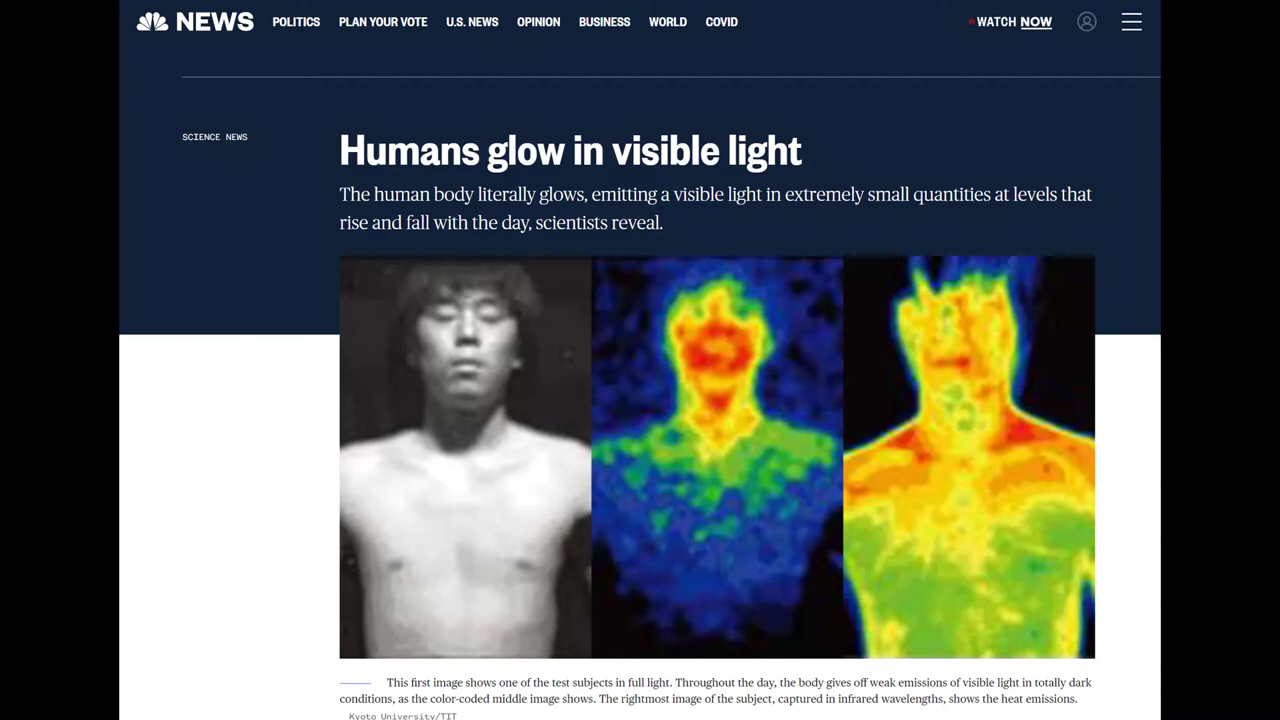 NEWS POLITICS PLAN YOUR VOTE U.S. NEWS OPINION BUSINESS WORLD COVID WATCH NOW
SCIENCE NEWS
Humans glow in visible light
The human body literally glows, emitting a visible light in extremely small quantities at levels that
rise and fall with the day, scientists reveal.
This first image shows one of the test subjects in full light. Throughout the day, the body gives off weak emissions of visible light in totally dark
conditions, as the color-coded middle image shows. The rightmost image of the subject, captured in infrared wavelengths, shows the heat emissions.
Kyoto University/TIT